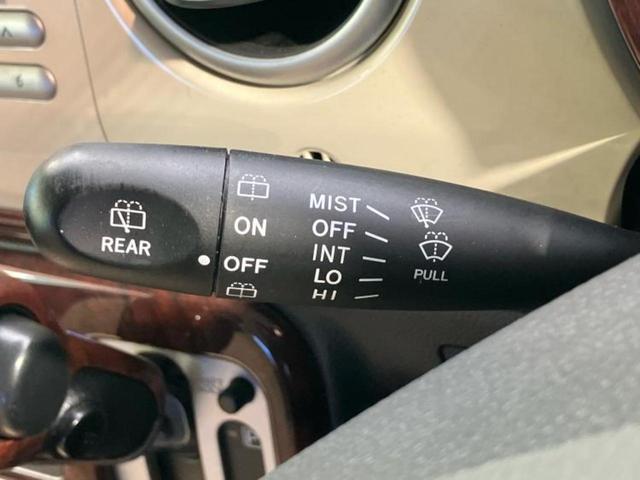 REAR
ON
OFF
MIST
OFF
INT
LO
HI
PULL